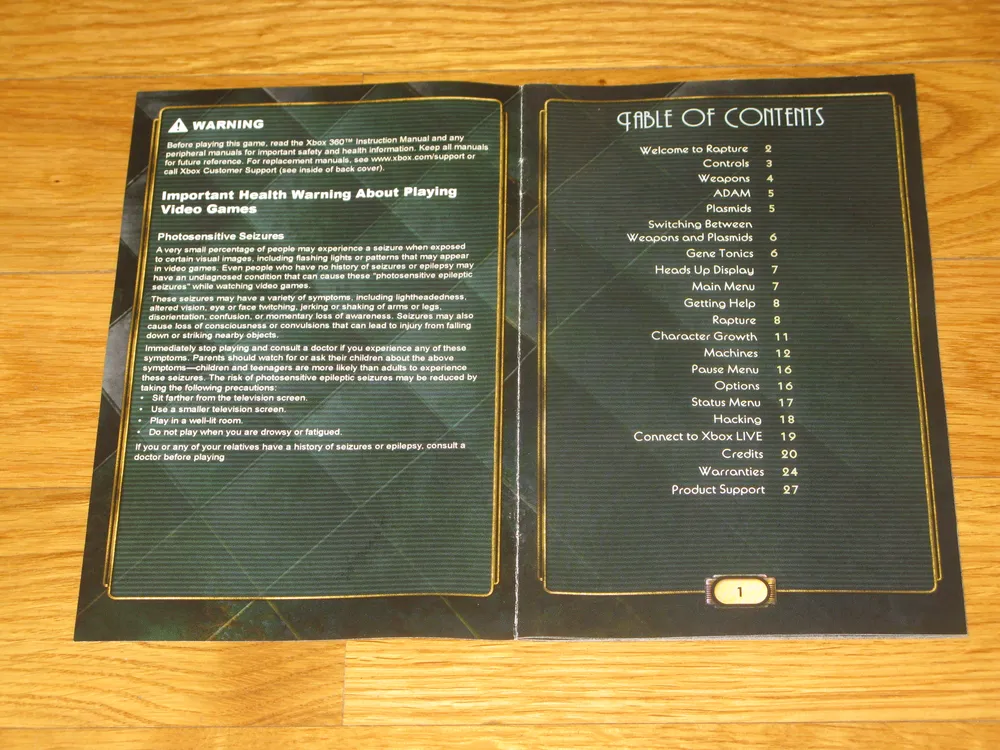 WARNING
Before playing this game, read the Xbox 360™ Instruction Manual and any
peripheral manuals for important safety and health information. Keep all manuals
for future reference. For replacement manuals, see www.xbox.com/support or
call Xbox Customer Support (see inside of back cover).
Important Health Warning About Playing
Video Games
Photosensitive Seizures
A very small percentage of people may experience a seizure when exposed
to certain visual images, including flashing lights or patterns that may appear
in video games. Even people who have no history of seizures or epilepsy may
have an undiagnosed condition that can cause these "photosensitive epileptic
seizures" while watching video games.
These seizures may have a variety of symptoms, including lightheadedness,
altered vision, eye or face twitching, jerking or shaking of arms or legs,
disorientation, confusion, or momentary loss of awareness. Seizures may also
cause loss of consciousness or convulsions that can lead to injury from falling
down or striking nearby objects.
Immediately stop playing and consult a doctor if you experience any of these
symptoms. Parents should watch for or ask their children about the above
symptoms—children and teenagers are more likely than adults to experience
these seizures. The risk of photosensitive epileptic seizures may be reduced by
taking the following precautions:
• Sit farther from the television screen.
• Use a smaller television screen.
• Play in a well-lit room.
• Do not play when you are drowsy or fatigued.
If you or any of your relatives have a history of seizures or epilepsy, consult a
doctor before playing
TABLE OF CONTENTS
Welcome to Rapture 2
Controls 3
Weapons 4
ADAM 5
Plasmids 5
Switching Between
Weapons and Plasmids 6
Gene Tonics 6
Heads Up Display 7
Main Menu 7
Getting Help 8
Rapture 8
Character Growth 11
Machines 12
Pause Menu 16
Options 16
Status Menu 17
Hacking 18
Connect to Xbox LIVE 19
Credits 20
Warranties 24
Product Support 27
1